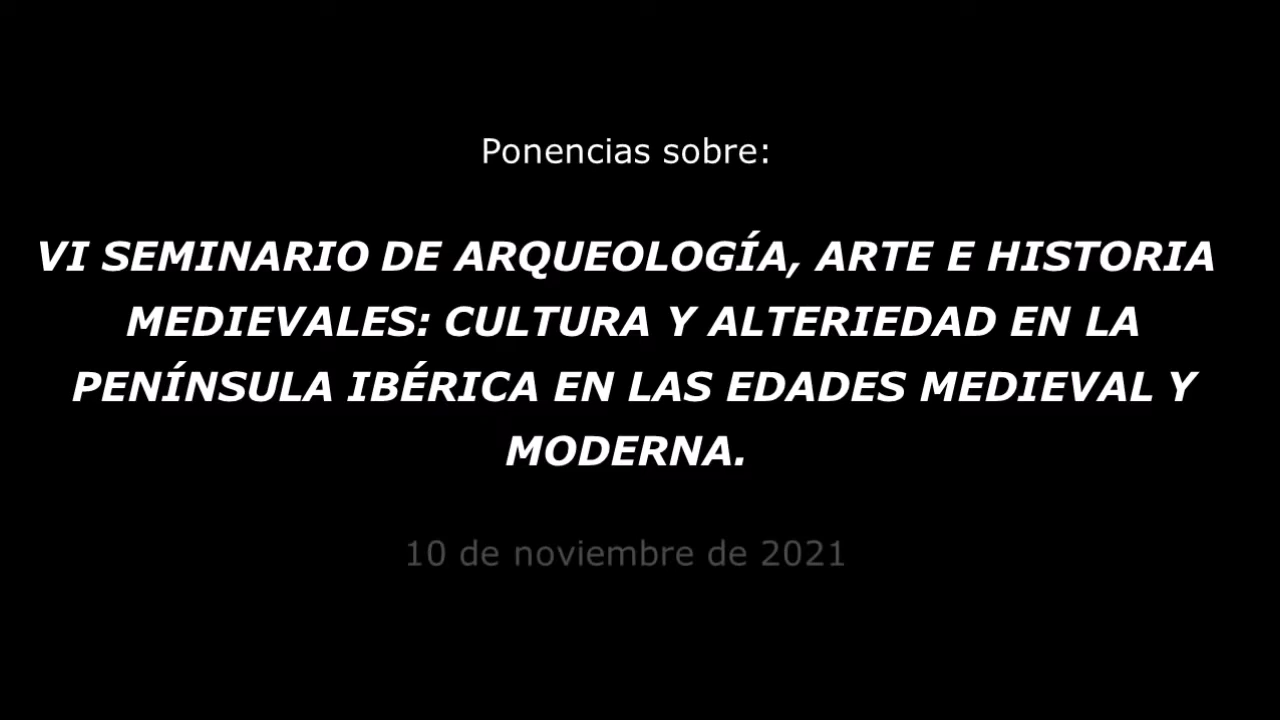 Ponencias sobre:
VI SEMINARIO DE ARQUEOLOGÍA, ARTE E HISTORIA
MEDIEVALES: CULTURA Y ALTERIEDAD EN LA
PENÍNSULA IBÉRICA EN LAS EDADES MEDIEVAL Y
MODERNA.
10 de noviembre de 2021